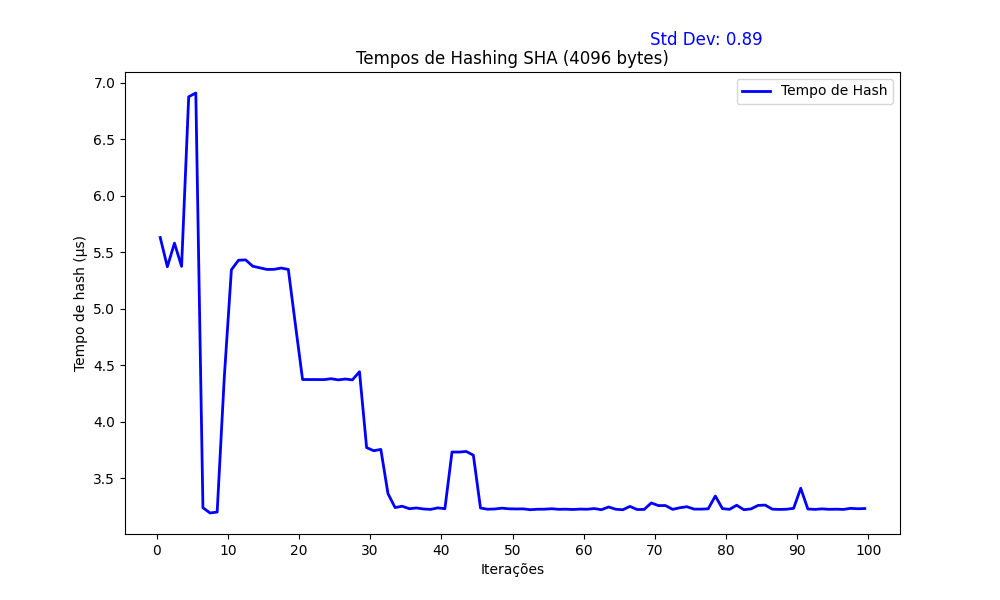 Std Dev: 0.89
Tempos de Hashing SHA (4096 bytes)
Tempo de Hash
7.0
6.5
6.0
5.5
5.0
4.5
4.0
3.5
Tempo de hash (µs)
0 10 20 30 40 50 60 70 80 90 100
Iterações